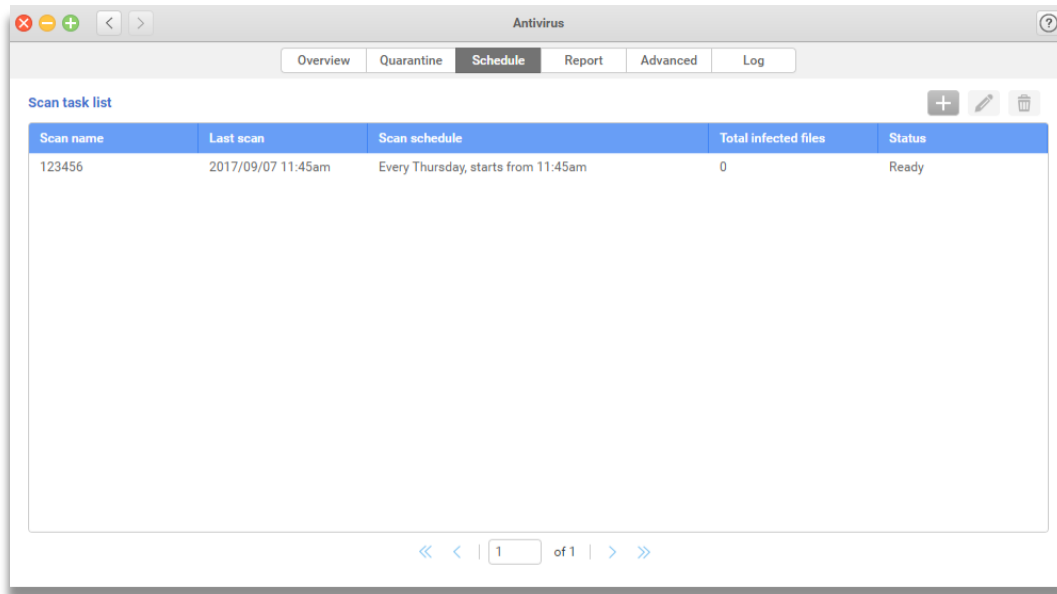 Antivirus
Overview Quarantine Schedule Report Advanced Log
Scan task list
Scan name Last scan Scan schedule Total infected files Status
123456 2017/09/07 11:45am Every Thursday, starts from 11:45am 0 Ready
1 of 1